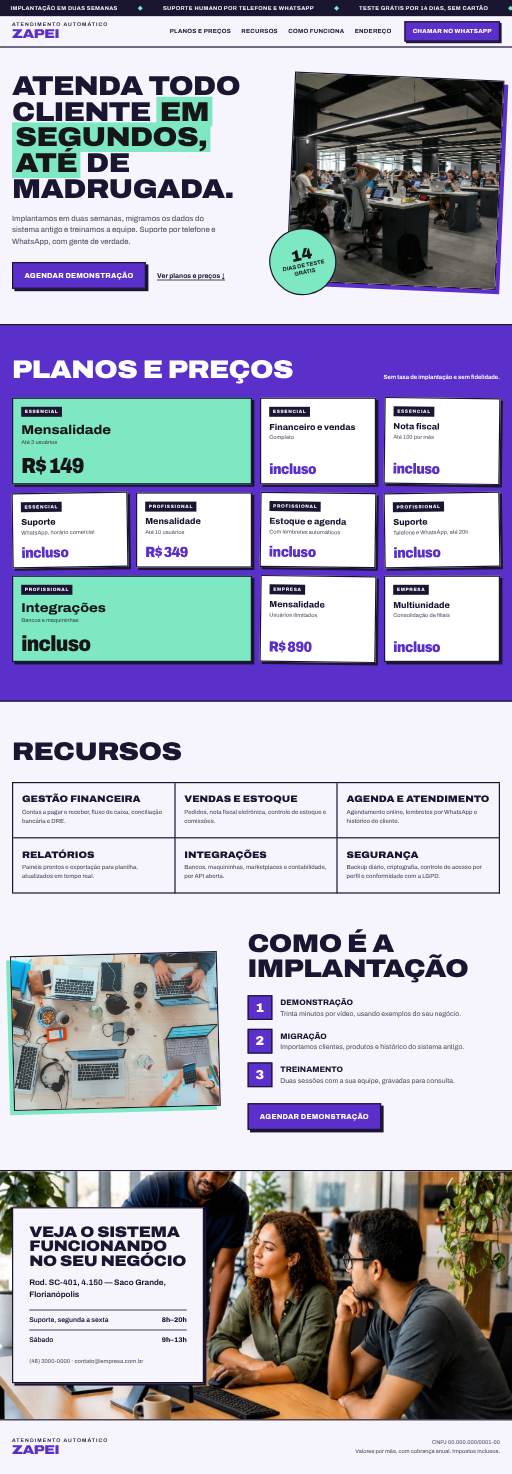 IMPLANTAÇÃO EM DUAS SEMANAS ◆ SUPORTE HUMANO POR TELEFONE E WHATSAPP ◆ TESTE GRÁTIS POR 14 DIAS, SEM CARTÃO ◆
ATENDIMENTO AUTOMÁTICO
ZAPEI
PLANOS E PREÇOS
RECURSOS
COMO FUNCIONA
ENDEREÇO
CHAMAR NO WHATSAPP
ATENDA TODO
CLIENTE EM
SEGUNDOS,
ATÉ DE
MADRUGADA.
Implantamos em duas semanas, migramos os dados do
sistema antigo e treinamos a equipe. Suporte por telefone e
WhatsApp, com gente de verdade.
AGENDAR DEMONSTRAÇÃO
Ver planos e preços ↓
14
DIAS DE TESTE
GRÁTIS
PLANOS E PREÇOS
Sem taxa de implantação e sem fidelidade.
ESSENCIAL
Mensalidade
Até 3 usuários
R$ 149
ESSENCIAL
Financeiro e vendas
Completo
incluso
ESSENCIAL
Nota fiscal
Até 100 por mês
incluso
ESSENCIAL
Suporte
WhatsApp, horário comercial
incluso
PROFISSIONAL
Mensalidade
Até 10 usuários
R$ 349
PROFISSIONAL
Estoque e agenda
Com lembretes automáticos
incluso
PROFISSIONAL
Suporte
Telefone e WhatsApp, até 20h
incluso
PROFISSIONAL
Integrações
Bancos e maquininhas
incluso
EMPRESA
Mensalidade
Usuários ilimitados
R$ 890
EMPRESA
Multiunidade
Consolidação de filiais
incluso
RECURSOS
GESTÃO FINANCEIRA
Contas a pagar e receber, fluxo de caixa, conciliação
bancária e DRE.
VENDAS E ESTOQUE
Pedidos, nota fiscal eletrônica, controle de estoque e
comissões.
AGENDA E ATENDIMENTO
Agendamento online, lembretes por WhatsApp e
histórico do cliente.
RELATÓRIOS
Painéis prontos e exportação para planilha,
atualizados em tempo real.
INTEGRAÇÕES
Bancos, maquininhas, marketplaces e contabilidade,
por API aberta.
SEGURANÇA
Backup diário, criptografia, controle de acesso por
perfil e conformidade com a LGPD.
COMO É A
IMPLANTAÇÃO
1
DEMONSTRAÇÃO
Trinta minutos por vídeo, usando exemplos do seu negócio.
2
MIGRAÇÃO
Importamos clientes, produtos e histórico do sistema antigo.
3
TREINAMENTO
Duas sessões com a sua equipe, gravadas para consulta.
AGENDAR DEMONSTRAÇÃO
VEJA O SISTEMA
FUNCIONANDO
NO SEU NEGÓCIO
Rod. SC-401, 4.150 — Saco Grande,
Florianópolis
Suporte, segunda a sexta 8h–20h
Sábado 9h–13h
(48) 3000-0000 · contato@empresa.com.br
ATENDIMENTO AUTOMÁTICO
ZAPEI
CNPJ 00.000.000/0001-00
Valores por mês, com cobrança anual. Impostos inclusos.